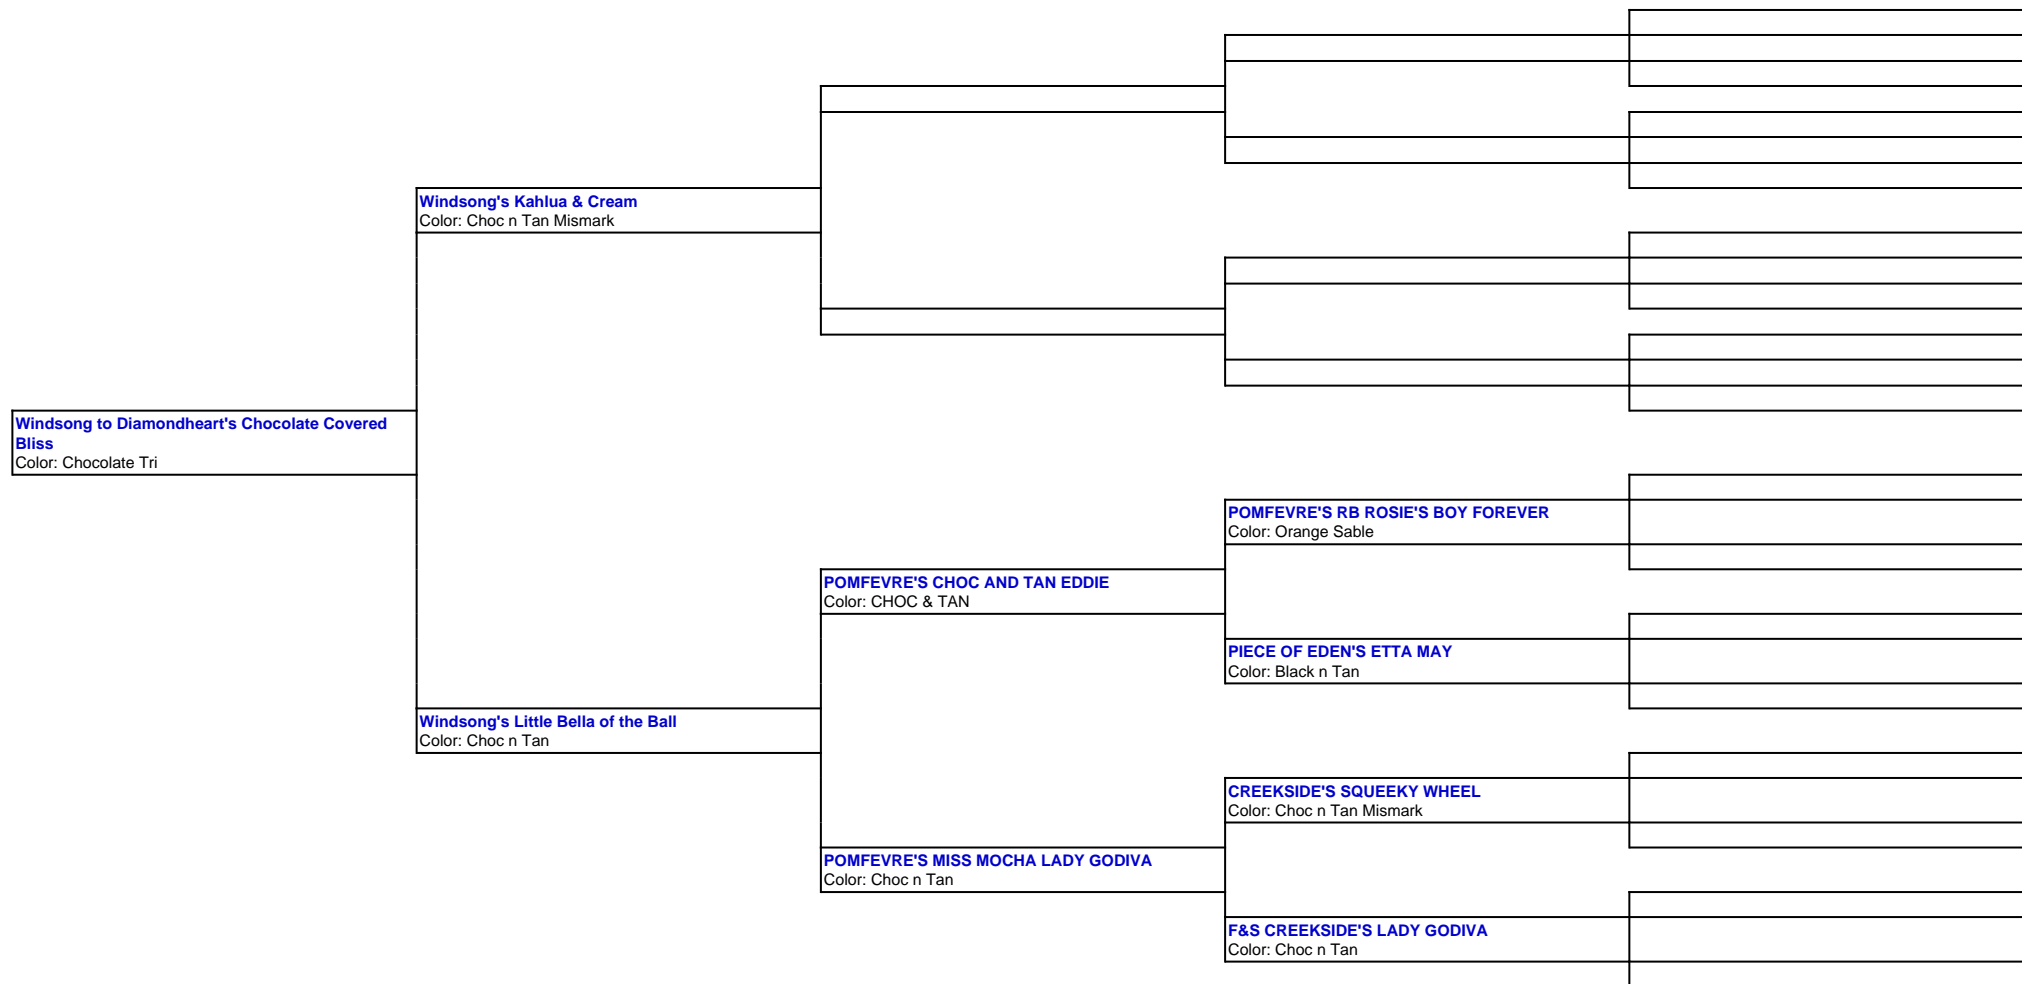 Windsong's Kahlua & Cream
Color: Choc n Tan Mismark
Windsong to Diamondheart's Chocolate Covered
Bliss
Color: Chocolate Tri
POMFEVRE'S RB ROSIE'S BOY FOREVER
Color: Orange Sable
POMFEVRE'S CHOC AND TAN EDDIE
Color: CHOC & TAN
PIECE OF EDEN'S ETTA MAY
Color: Black n Tan
Windsong's Little Bella of the Ball
Color: Choc n Tan
CREEKSIDE'S SQUEEKY WHEEL
Color: Choc n Tan Mismark
POMFEVRE'S MISS MOCHA LADY GODIVA
Color: Choc n Tan
F&S CREEKSIDE'S LADY GODIVA
Color: Choc n Tan